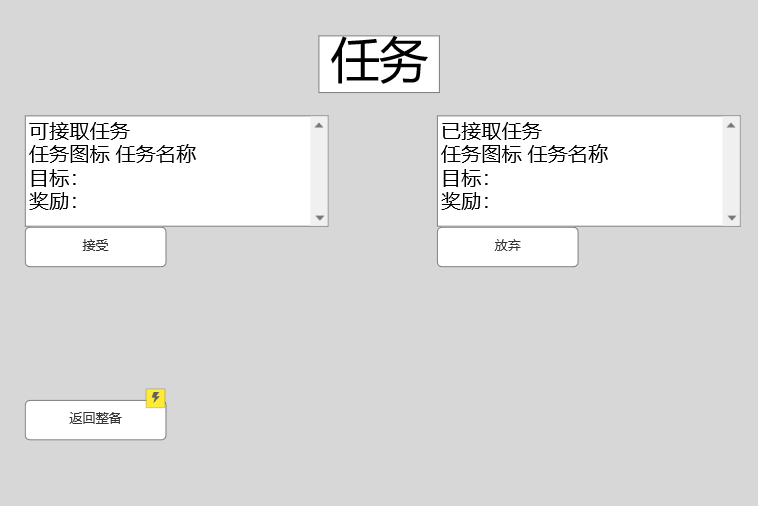 任务
可接取任务
任务图标 任务名称
目标：
奖励：
接受
已接取任务
任务图标 任务名称
目标：
奖励：
放弃
返回整备